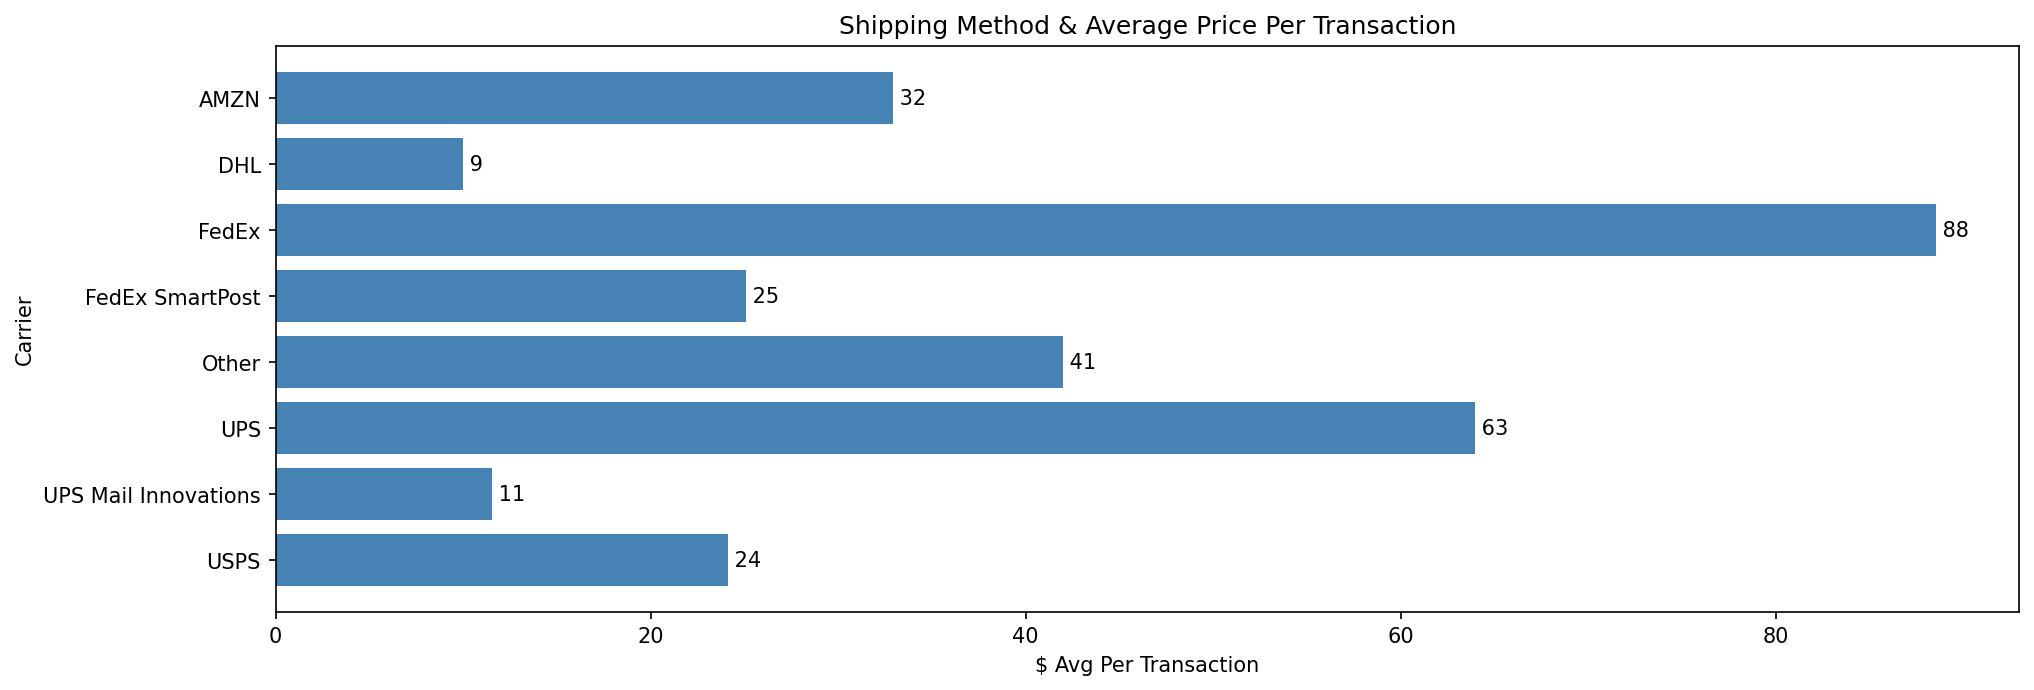 Shipping Method & Average Price Per Transaction
AMZN 32
DHL 9
FedEx 88
FedEx SmartPost 25
Other 41
UPS 63
UPS Mail Innovations 11
USPS 24
Carrier
0 20 40 60 80
$ Avg Per Transaction